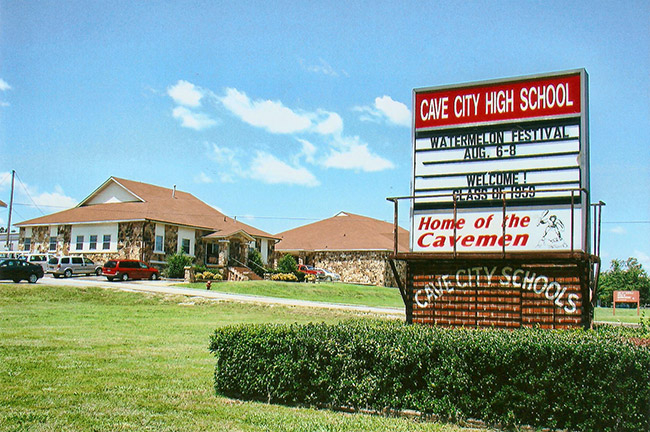 CAVE CITY HIGH SCHOOL
WATERMELON FESTIVAL
AUG. 6-8
WELCOME!
CLASS OF 1959
Home of the
Cavemen
CAVE CITY SCHOOLS